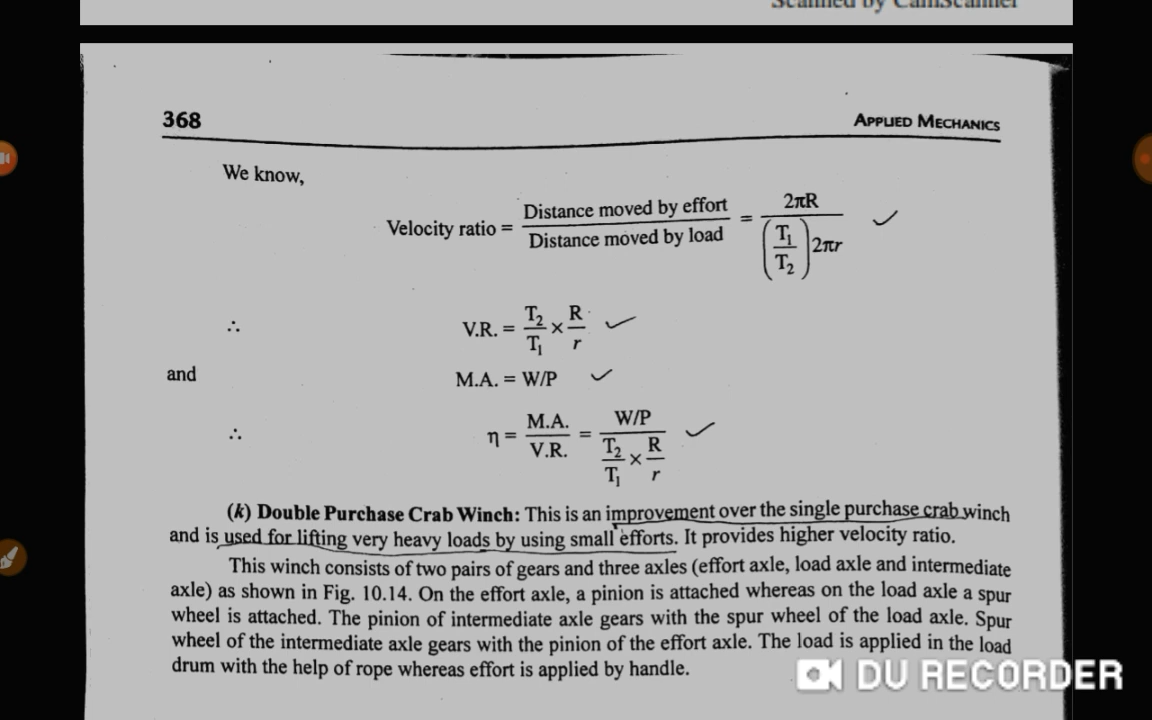 Scanned by CamScanner
368 APPLIED MECHANICS
We know,
Velocity ratio = Distance moved by effort / Distance moved by load = 2πR / (T₁/T₂) 2πr
∴ V.R. = T₂/T₁ × R/r
and M.A. = W/P
∴ η = M.A./V.R. = W/P / T₂/T₁ × R/r
(k) Double Purchase Crab Winch: This is an improvement over the single purchase crab winch
and is used for lifting very heavy loads by using small efforts. It provides higher velocity ratio.
This winch consists of two pairs of gears and three axles (effort axle, load axle and intermediate
axle) as shown in Fig. 10.14. On the effort axle, a pinion is attached whereas on the load axle a spur
wheel is attached. The pinion of intermediate axle gears with the spur wheel of the load axle. Spur
wheel of the intermediate axle gears with the pinion of the effort axle. The load is applied in the load
drum with the help of rope whereas effort is applied by handle.
DU RECORDER